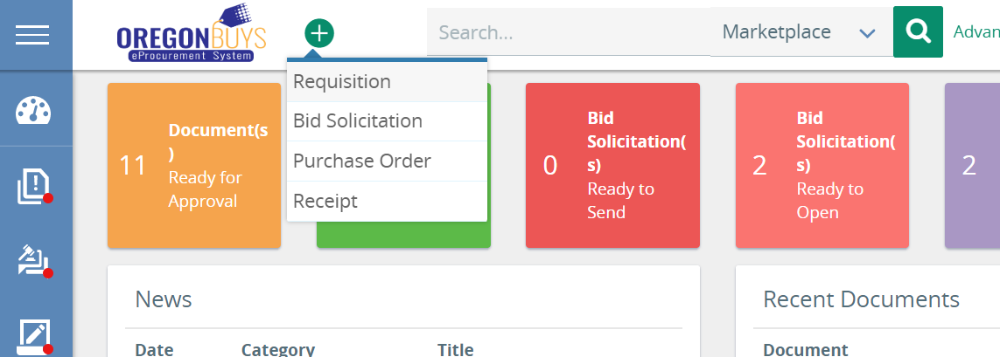 OREGONBUYS
eProcurement System
Search...
Marketplace
Advan
Requisition
Bid Solicitation
Purchase Order
Receipt
11
Document(s
)
Ready for
Approval
0
Bid
Solicitation(
s)
Ready to
Send
2
Bid
Solicitation(
s)
Ready to
Open
2
News
Date Category Title
Recent Documents
Document